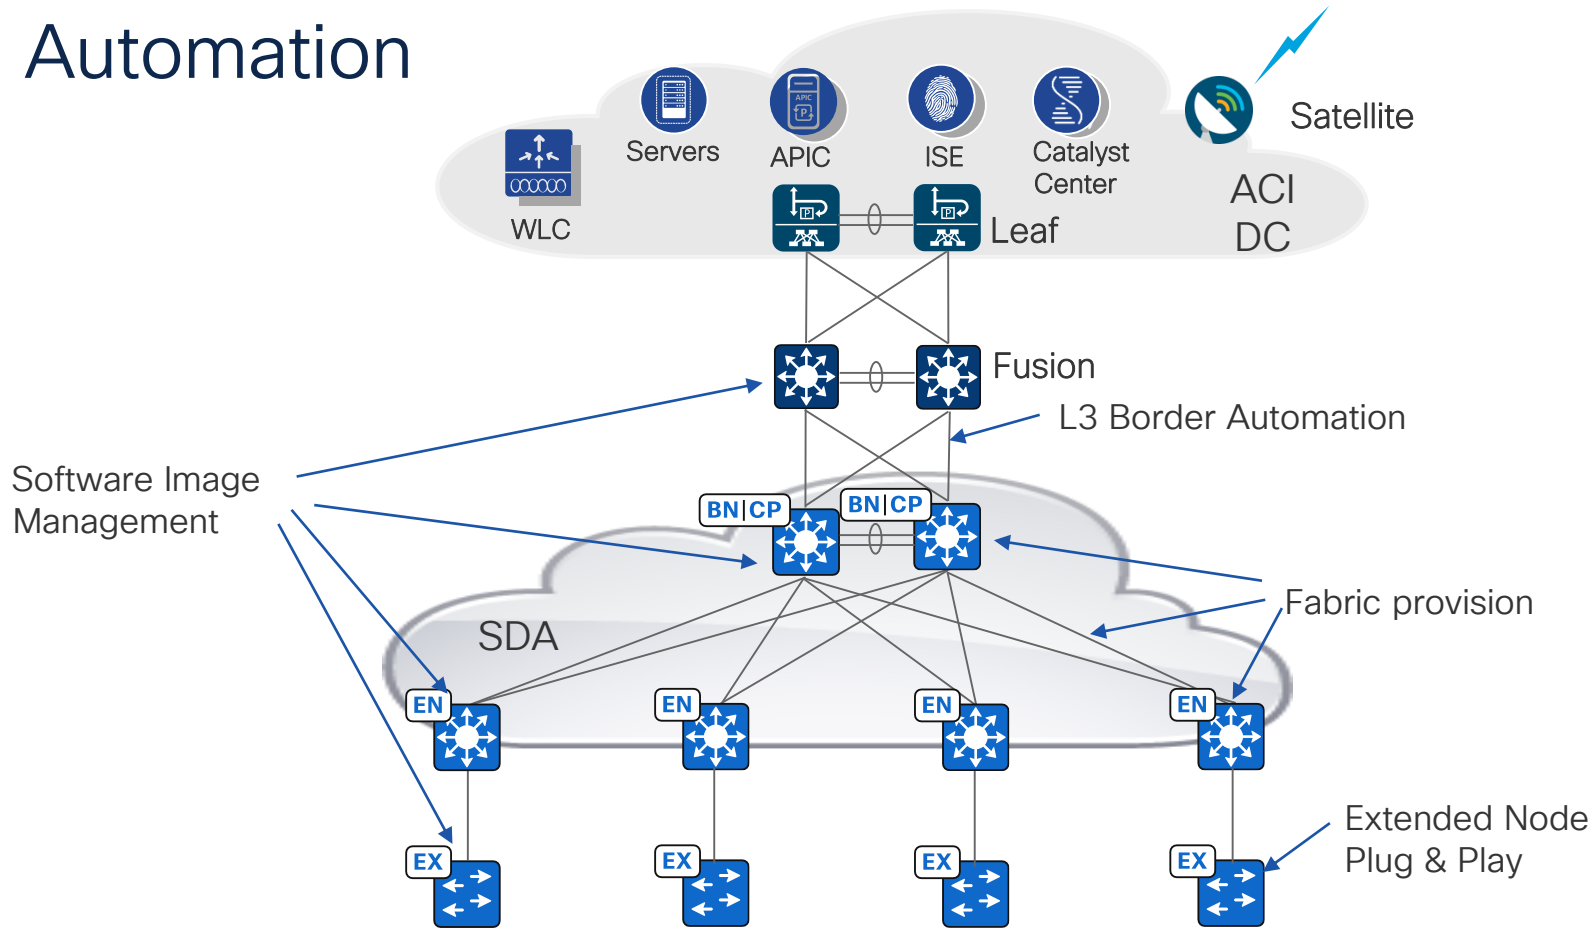 Automation
Servers
APIC
APIC
P
ISE
Catalyst
Center
Satellite
WLC
ACI
DC
P
P
Leaf
Fusion
L3 Border Automation
Software Image
Management
BN|CP
BN|CP
SDA
Fabric provision
EN
EN
EN
EN
Extended Node
Plug & Play
EX
EX
EX
EX